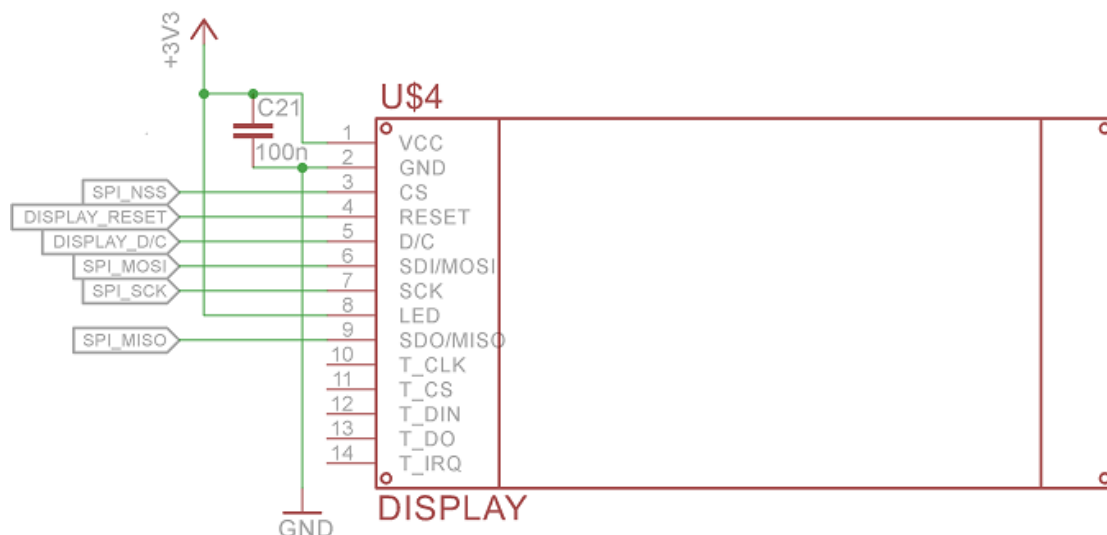 +3V3
U$4
C21
100n
1 VCC
2 GND
SPI_NSS 3 CS
DISPLAY_RESET 4 RESET
DISPLAY_D/C 5 D/C
SPI_MOSI 6 SDI/MOSI
SPI_SCK 7 SCK
8 LED
SPI_MISO 9 SDO/MISO
10 T_CLK
11 T_CS
12 T_DIN
13 T_DO
14 T_IRQ
DISPLAY
GND